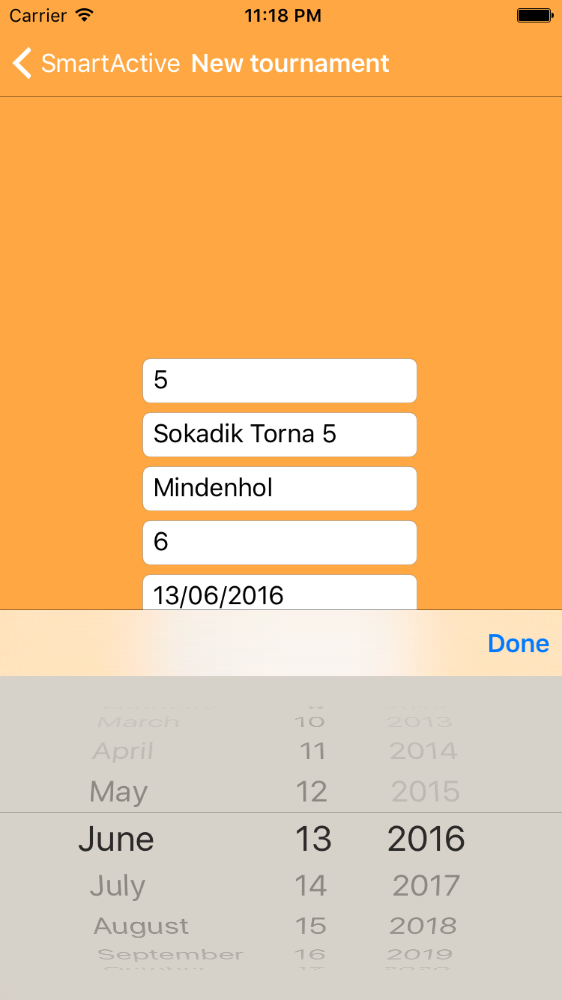 Carrier 11:18 PM
SmartActive New tournament
5
Sokadik Torna 5
Mindenhol
6
13/06/2016
Done
March 10 2013
April 11 2014
May 12 2015
June 13 2016
July 14 2017
August 15 2018
September 16 2019